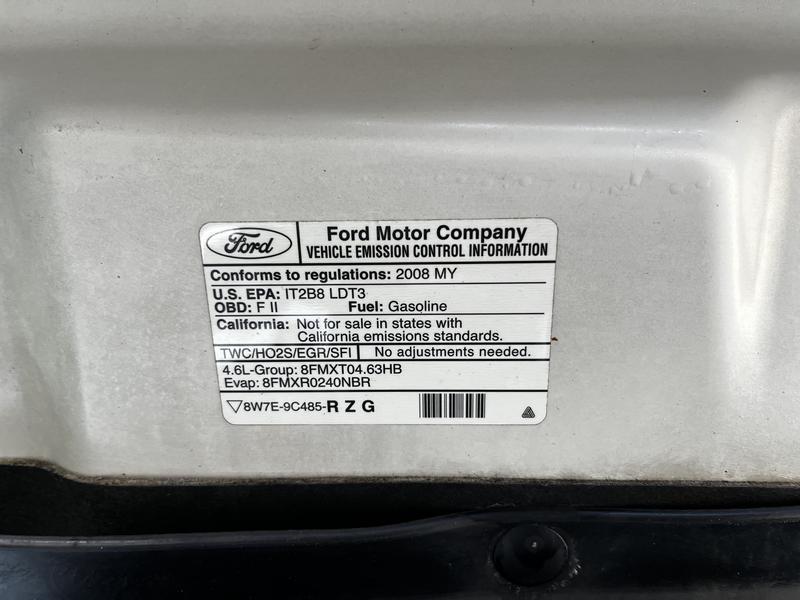 Ford
Ford Motor Company
VEHICLE EMISSION CONTROL INFORMATION
Conforms to regulations: 2008 MY
U.S. EPA: IT2B8 LDT3
OBD: F II Fuel: Gasoline
California: Not for sale in states with
California emissions standards.
TWC/HO2S/EGR/SFI No adjustments needed.
4.6L-Group: 8FMXT04.63HB
Evap: 8FMXR0240NBR
8W7E-9C485-R Z G